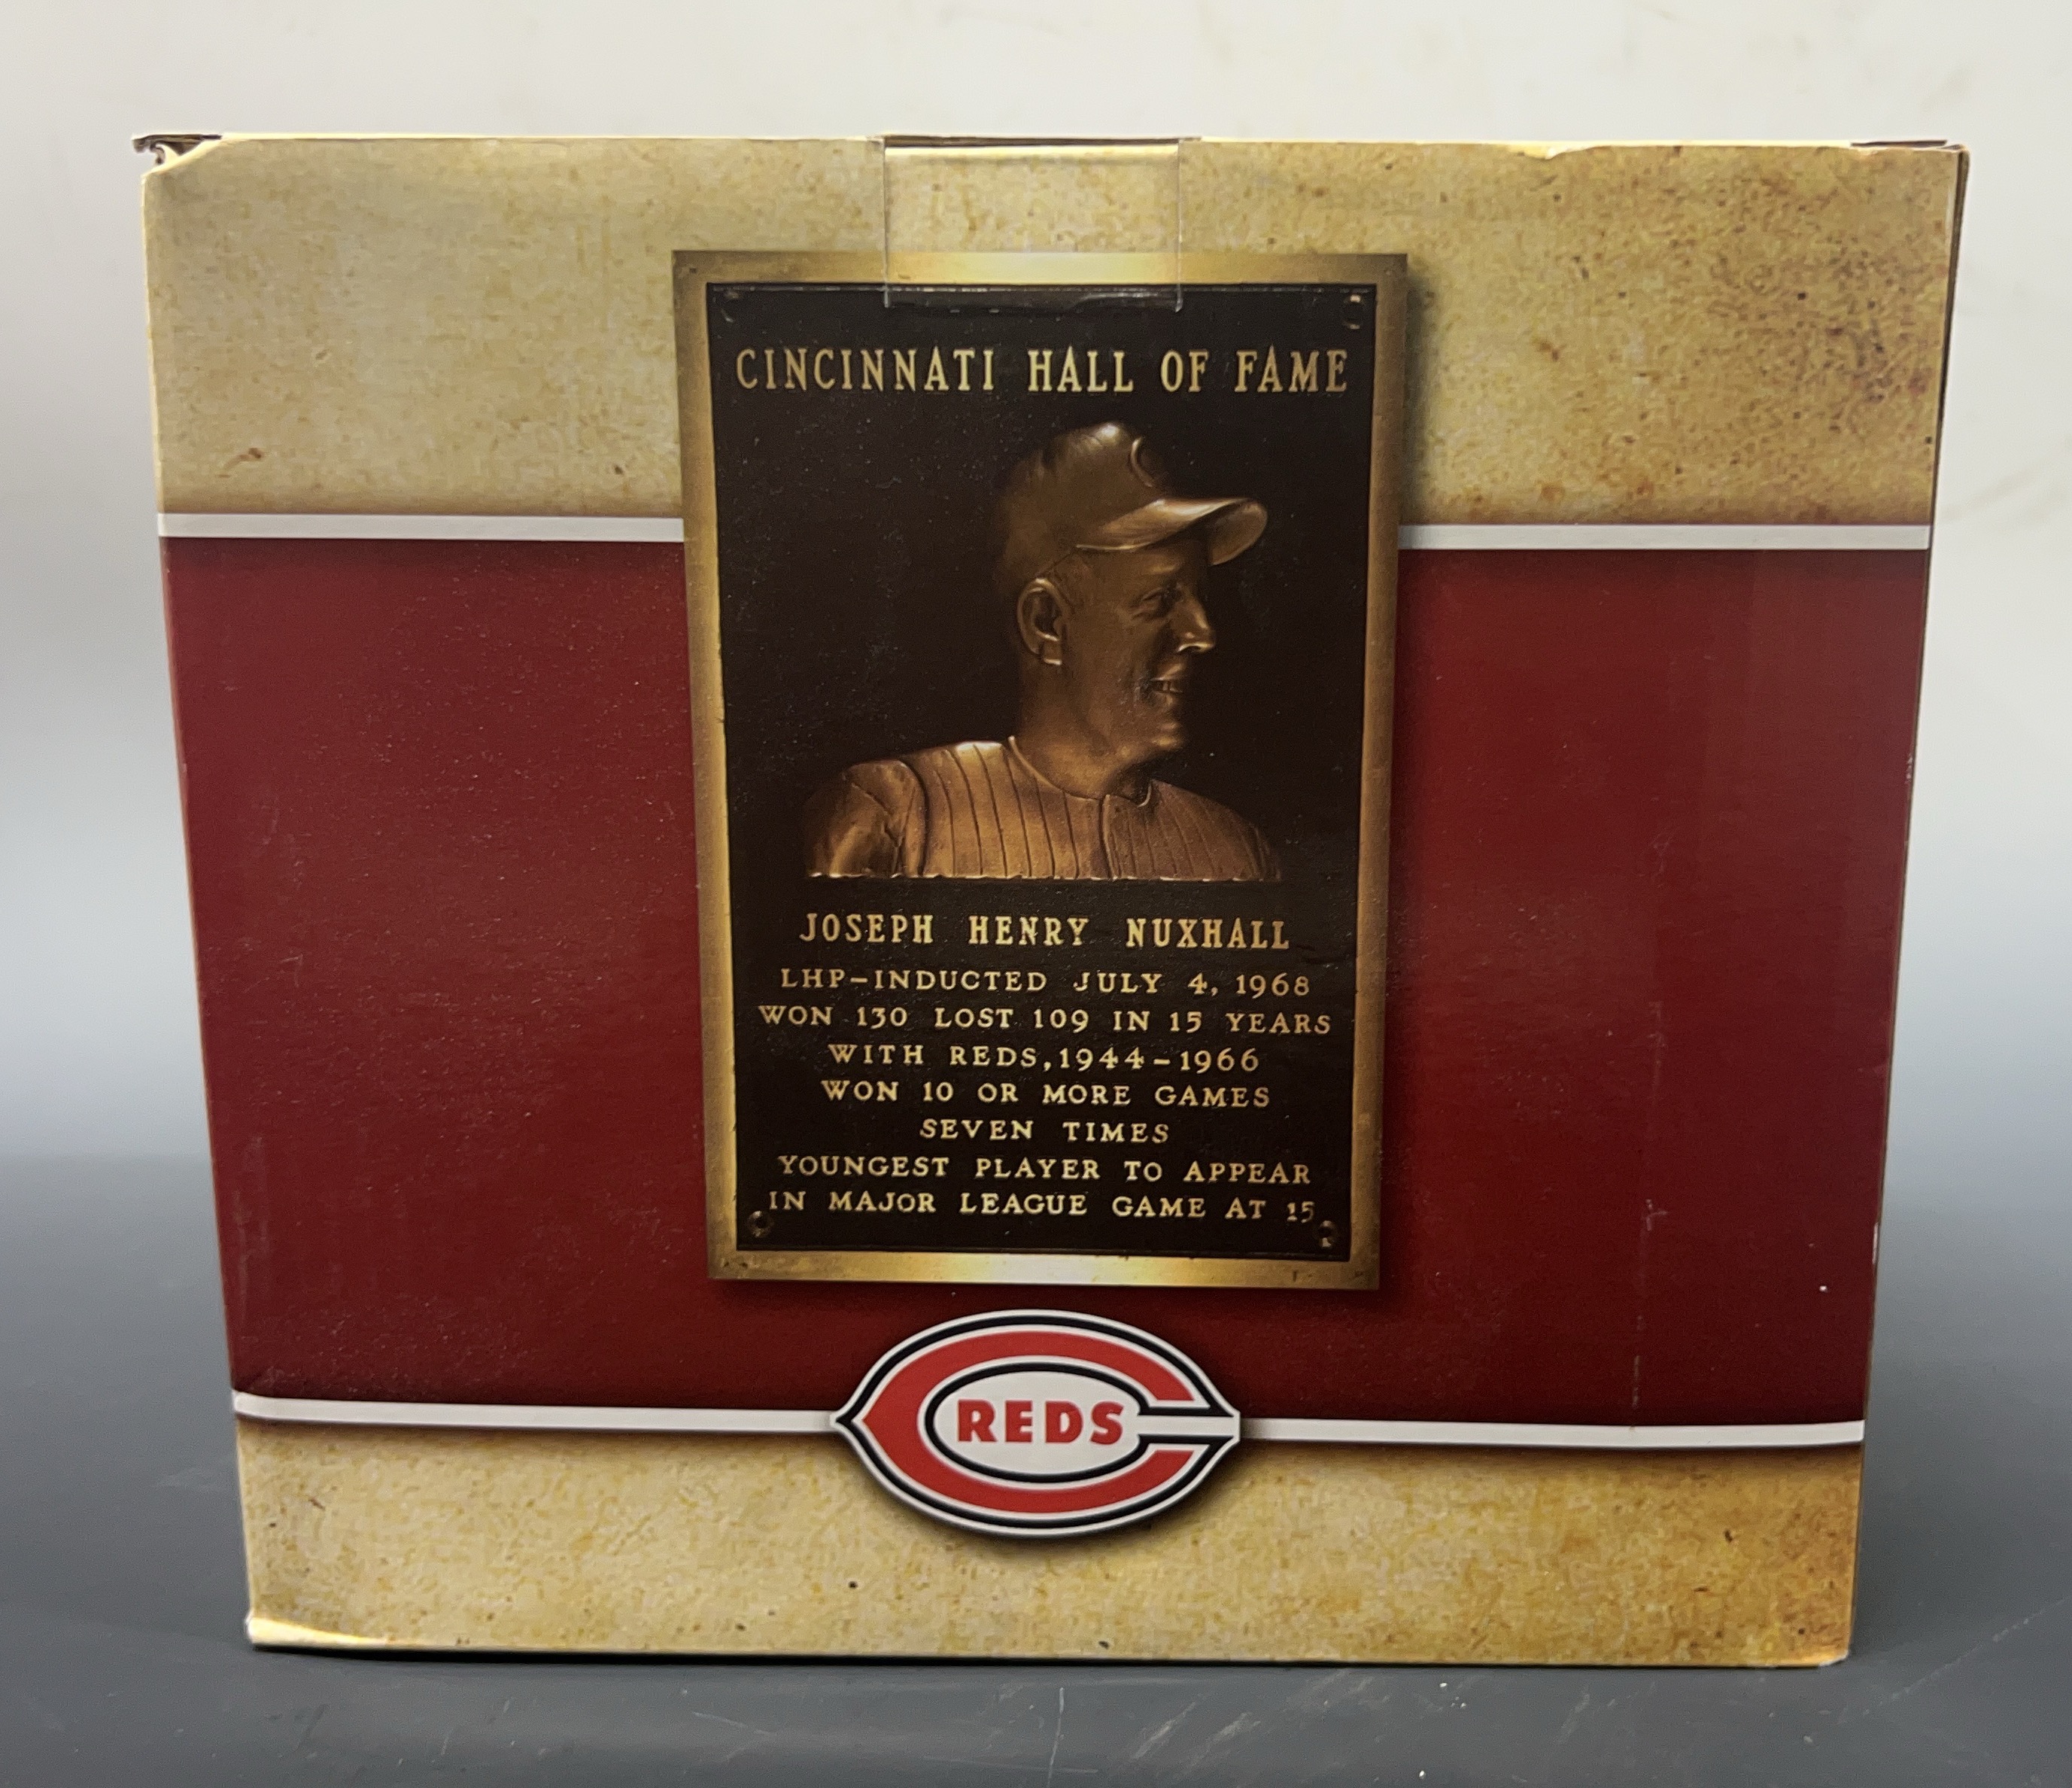 CINCINNATI HALL OF FAME
C
JOSEPH HENRY NUXHALL
LHP-INDUCTED JULY 4, 1968
WON 130 LOST 109 IN 15 YEARS
WITH REDS, 1944-1966
WON 10 OR MORE GAMES
SEVEN TIMES
YOUNGEST PLAYER TO APPEAR
IN MAJOR LEAGUE GAME AT 15
REDS